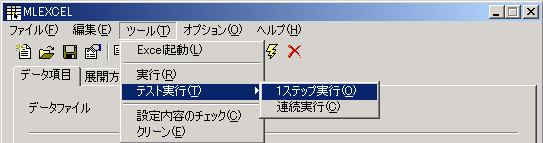 MLEXCEL
ファイル(F) 編集(E) ツール(T) オプション(O) ヘルプ(H)
Excel起動(L)
実行(R)
データ項目 展開方
テスト実行(T) 1ステップ実行(O)
データファイル 連続実行(C)
設定内容のチェック(C)
クリーン(E)